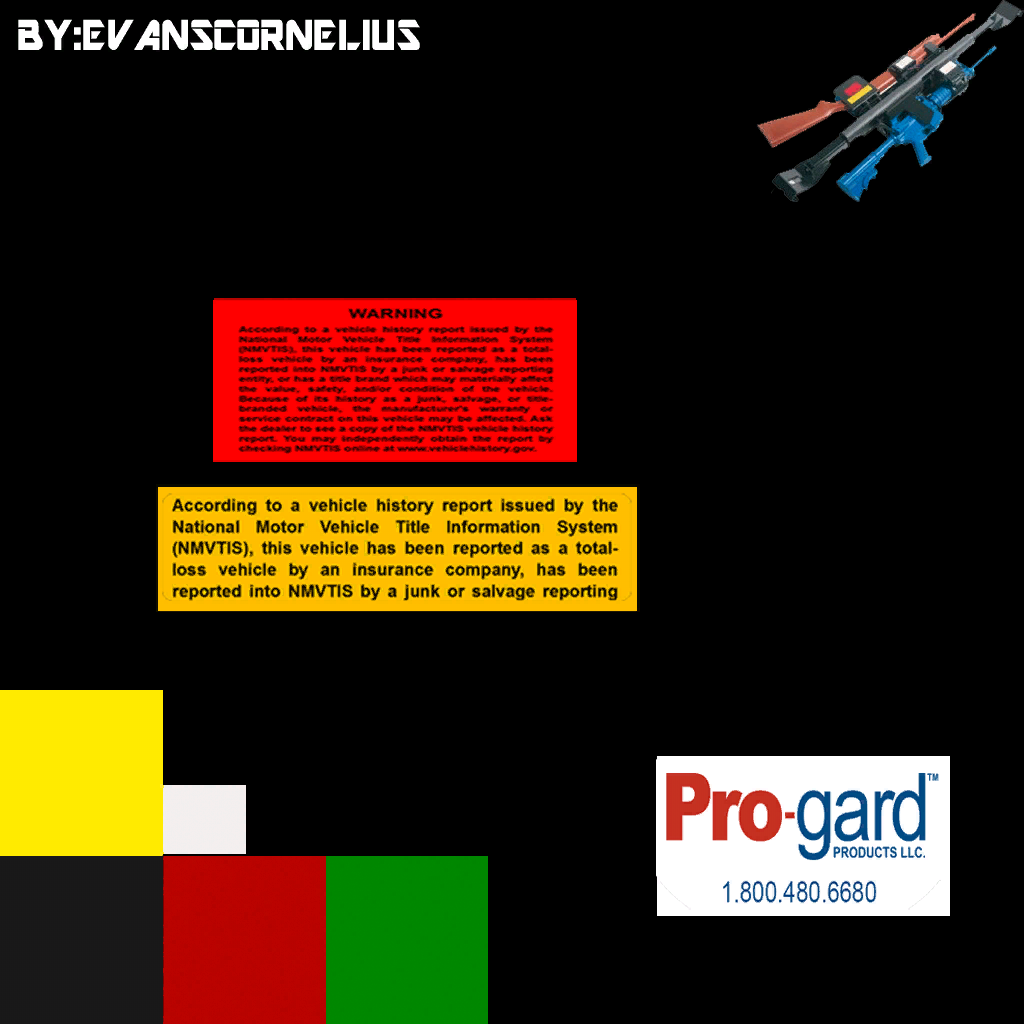 BY:EVANSCORNELIUS
WARNING
According to a vehicle history report issued by the
National Motor Vehicle Title Information System
(NMVTIS), this vehicle has been reported as a total-
loss vehicle by an insurance company, has been
reported into NMVTIS by a junk or salvage reporting
entity, or has a title brand which may materially affect
the value, safety, and/or condition of the vehicle.
Because of its history as a junk, salvage, or title-
branded vehicle, the manufacturer's warranty or
service contract on this vehicle may be affected. Ask
the dealer to see a copy of the NMVTIS vehicle history
report. You may independently obtain the report by
checking NMVTIS online at www.vehiclehistory.gov.
According to a vehicle history report issued by the
National Motor Vehicle Title Information System
(NMVTIS), this vehicle has been reported as a total-
loss vehicle by an insurance company, has been
reported into NMVTIS by a junk or salvage reporting
Pro-gard™
PRODUCTS LLC.
1.800.480.6680